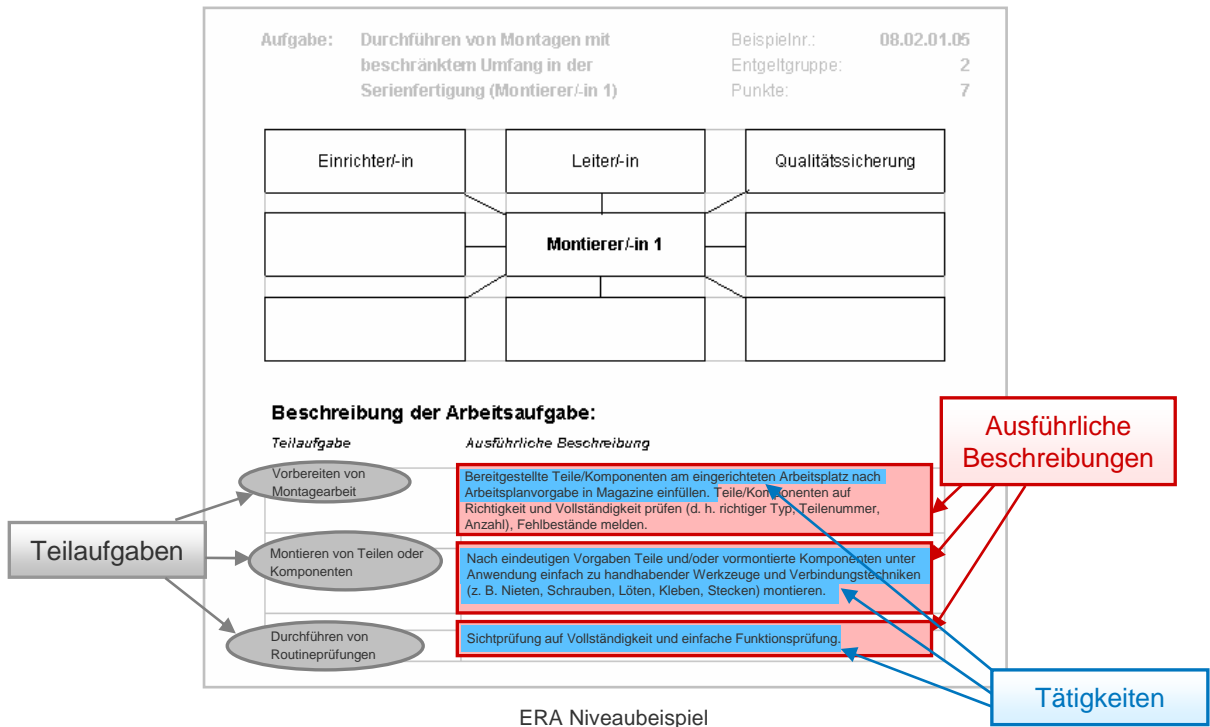 Aufgabe: Durchführen von Montagen mit Beispielnr.: 08.02.01.05
beschränktem Umfang in der Entgeltgruppe: 2
Serienfertigung (Montierer/-in 1) Punkte: 7
Einrichter/-in Leiter/-in Qualitätssicherung
Montierer/-in 1
Beschreibung der Arbeitsaufgabe:
Teilaufgabe Ausführliche Beschreibung
Ausführliche
Beschreibungen
Vorbereiten von
Montagearbeit
Bereitgestellte Teile/Komponenten am eingerichteten Arbeitsplatz nach
Arbeitsplanvorgabe in Magazine einfüllen. Teile/Komponenten auf
Richtigkeit und Vollständigkeit prüfen (d. h. richtiger Typ, Teilenummer,
Anzahl), Fehlbestände melden.
Teilaufgaben
Montieren von Teilen oder
Komponenten
Nach eindeutigen Vorgaben Teile und/oder vormontierte Komponenten unter
Anwendung einfach zu handhabender Werkzeuge und Verbindungstechniken
(z. B. Nieten, Schrauben, Löten, Kleben, Stecken) montieren.
Durchführen von
Routineprüfungen
Sichtprüfung auf Vollständigkeit und einfache Funktionsprüfung.
Tätigkeiten
ERA Niveaubeispiel